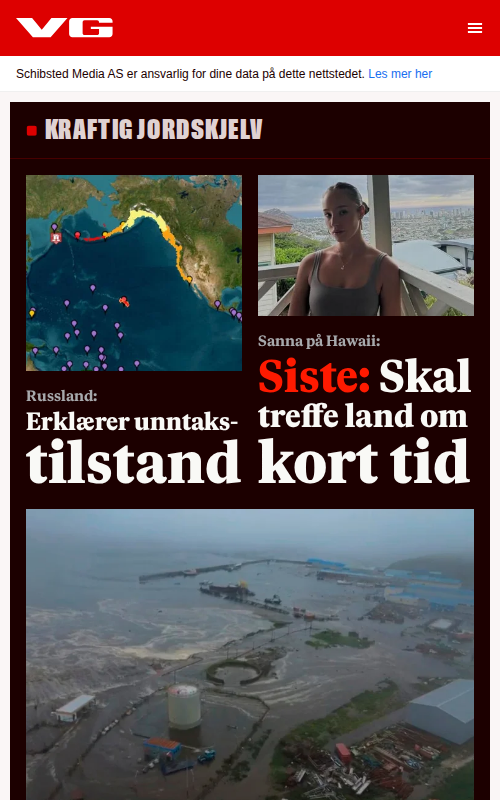 VG
Schibsted Media AS er ansvarlig for dine data på dette nettstedet. Les mer her
KRAFTIG JORDSKJELV
Russland:
Erklærer unntaks-
tilstand
Sanna på Hawaii:
Siste: Skal
treffe land om
kort tid